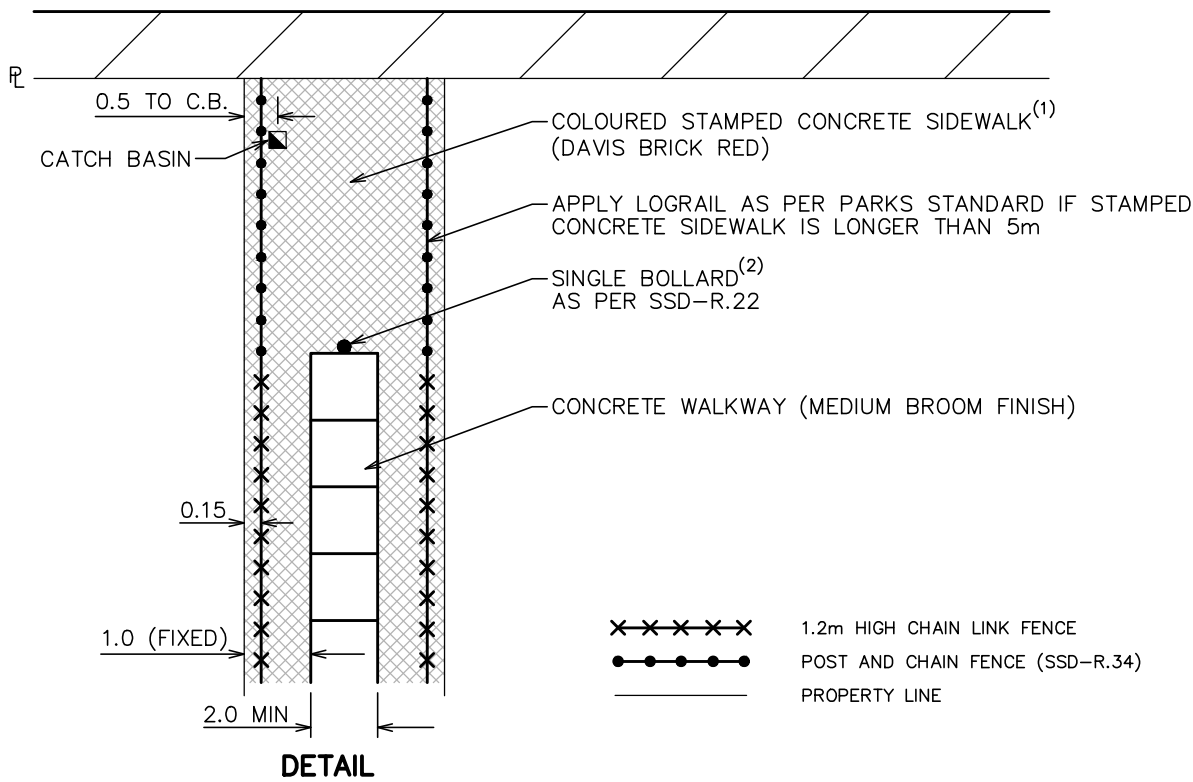 ℄
0.5 TO C.B.
CATCH BASIN
COLOURED STAMPED CONCRETE SIDEWALK(1)
(DAVIS BRICK RED)
APPLY LOGRAIL AS PER PARKS STANDARD IF STAMPED
CONCRETE SIDEWALK IS LONGER THAN 5m
SINGLE BOLLARD(2)
AS PER SSD-R.22
CONCRETE WALKWAY (MEDIUM BROOM FINISH)
0.15
1.0 (FIXED)
2.0 MIN
1.2m HIGH CHAIN LINK FENCE
POST AND CHAIN FENCE (SSD-R.34)
PROPERTY LINE
DETAIL